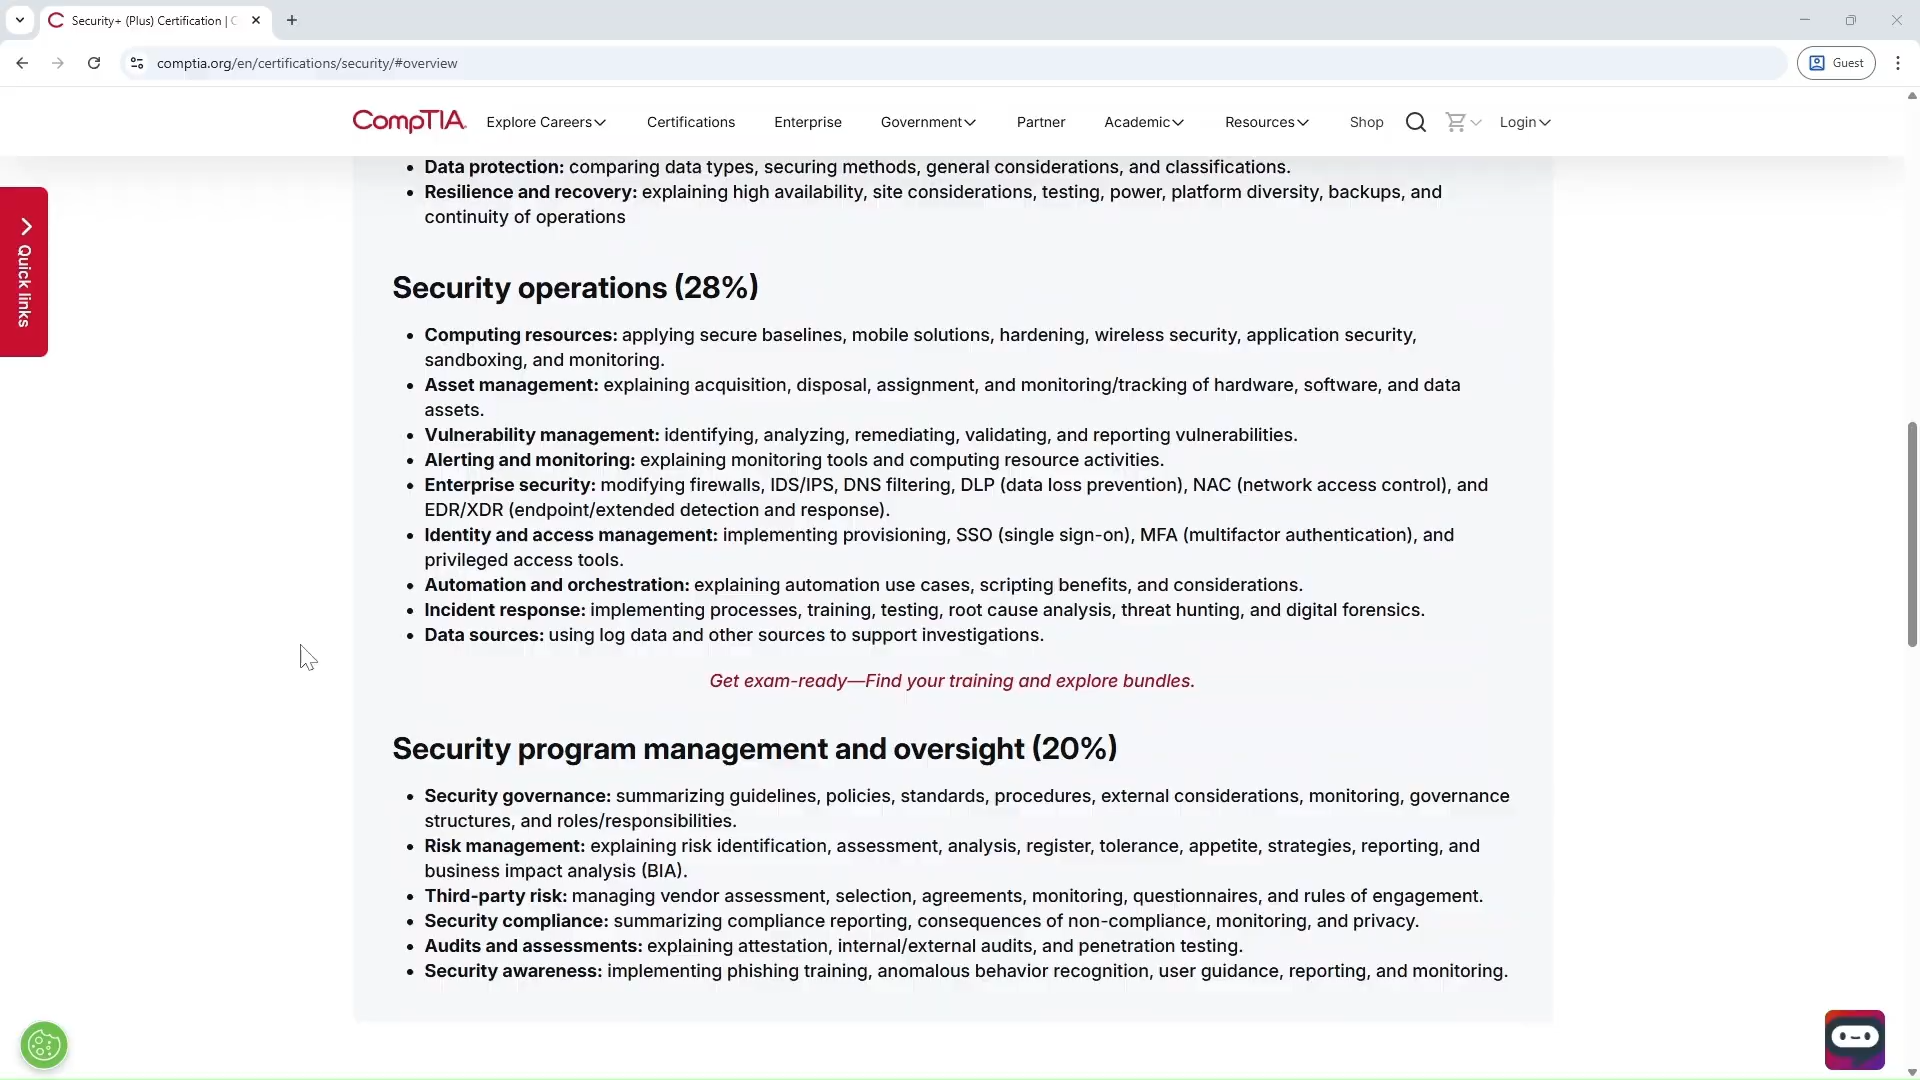 Security+ (Plus) Certification | C
comptia.org/en/certifications/security/#overview
Guest
CompTIA.
Explore Careers
Certifications
Enterprise
Government
Partner
Academic
Resources
Shop
Login
Quick links
• Data protection: comparing data types, securing methods, general considerations, and classifications.
• Resilience and recovery: explaining high availability, site considerations, testing, power, platform diversity, backups, and
continuity of operations
Security operations (28%)
• Computing resources: applying secure baselines, mobile solutions, hardening, wireless security, application security,
sandboxing, and monitoring.
• Asset management: explaining acquisition, disposal, assignment, and monitoring/tracking of hardware, software, and data
assets.
• Vulnerability management: identifying, analyzing, remediating, validating, and reporting vulnerabilities.
• Alerting and monitoring: explaining monitoring tools and computing resource activities.
• Enterprise security: modifying firewalls, IDS/IPS, DNS filtering, DLP (data loss prevention), NAC (network access control), and
EDR/XDR (endpoint/extended detection and response).
• Identity and access management: implementing provisioning, SSO (single sign-on), MFA (multifactor authentication), and
privileged access tools.
• Automation and orchestration: explaining automation use cases, scripting benefits, and considerations.
• Incident response: implementing processes, training, testing, root cause analysis, threat hunting, and digital forensics.
• Data sources: using log data and other sources to support investigations.
Get exam-ready—Find your training and explore bundles.
Security program management and oversight (20%)
• Security governance: summarizing guidelines, policies, standards, procedures, external considerations, monitoring, governance
structures, and roles/responsibilities.
• Risk management: explaining risk identification, assessment, analysis, register, tolerance, appetite, strategies, reporting, and
business impact analysis (BIA).
• Third-party risk: managing vendor assessment, selection, agreements, monitoring, questionnaires, and rules of engagement.
• Security compliance: summarizing compliance reporting, consequences of non-compliance, monitoring, and privacy.
• Audits and assessments: explaining attestation, internal/external audits, and penetration testing.
• Security awareness: implementing phishing training, anomalous behavior recognition, user guidance, reporting, and monitoring.